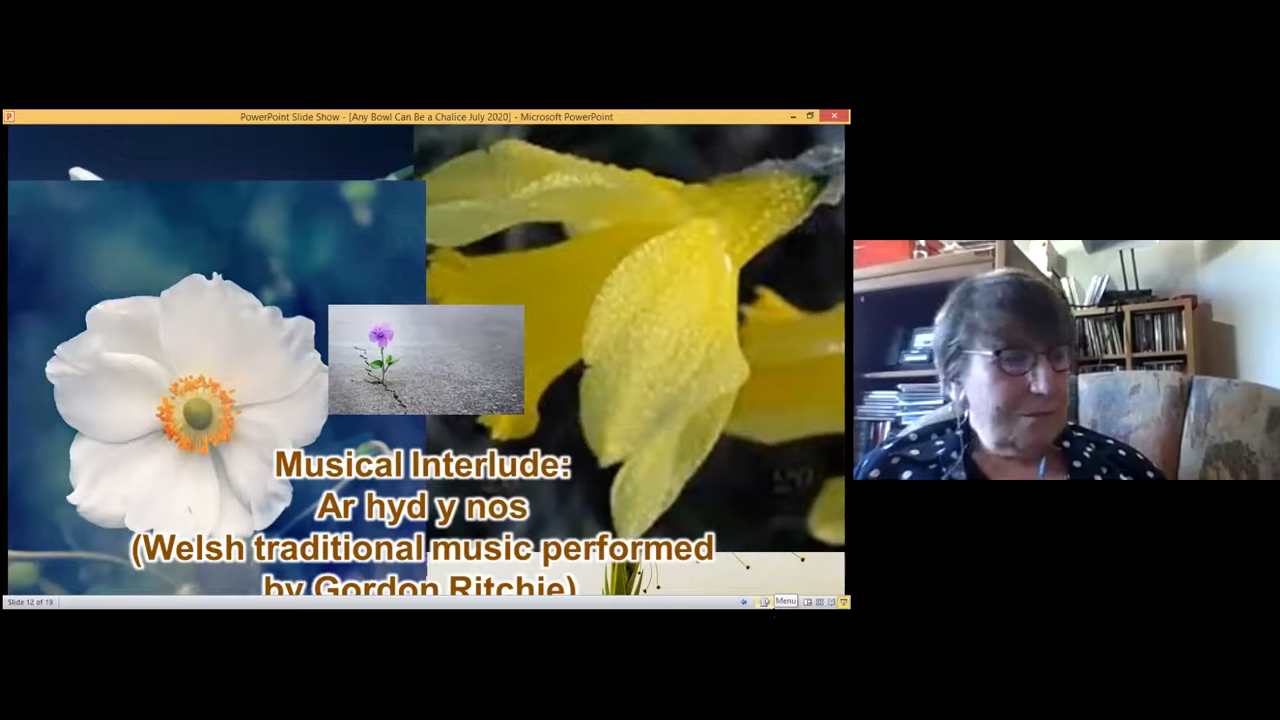 PowerPoint Slide Show - [Any Bowl Can Be a Chalice July 2020] - Microsoft PowerPoint
Musical Interlude:
Ar hyd y nos
(Welsh traditional music performed
by Gordon Ritchie)
Slide 12 of 19
Menu